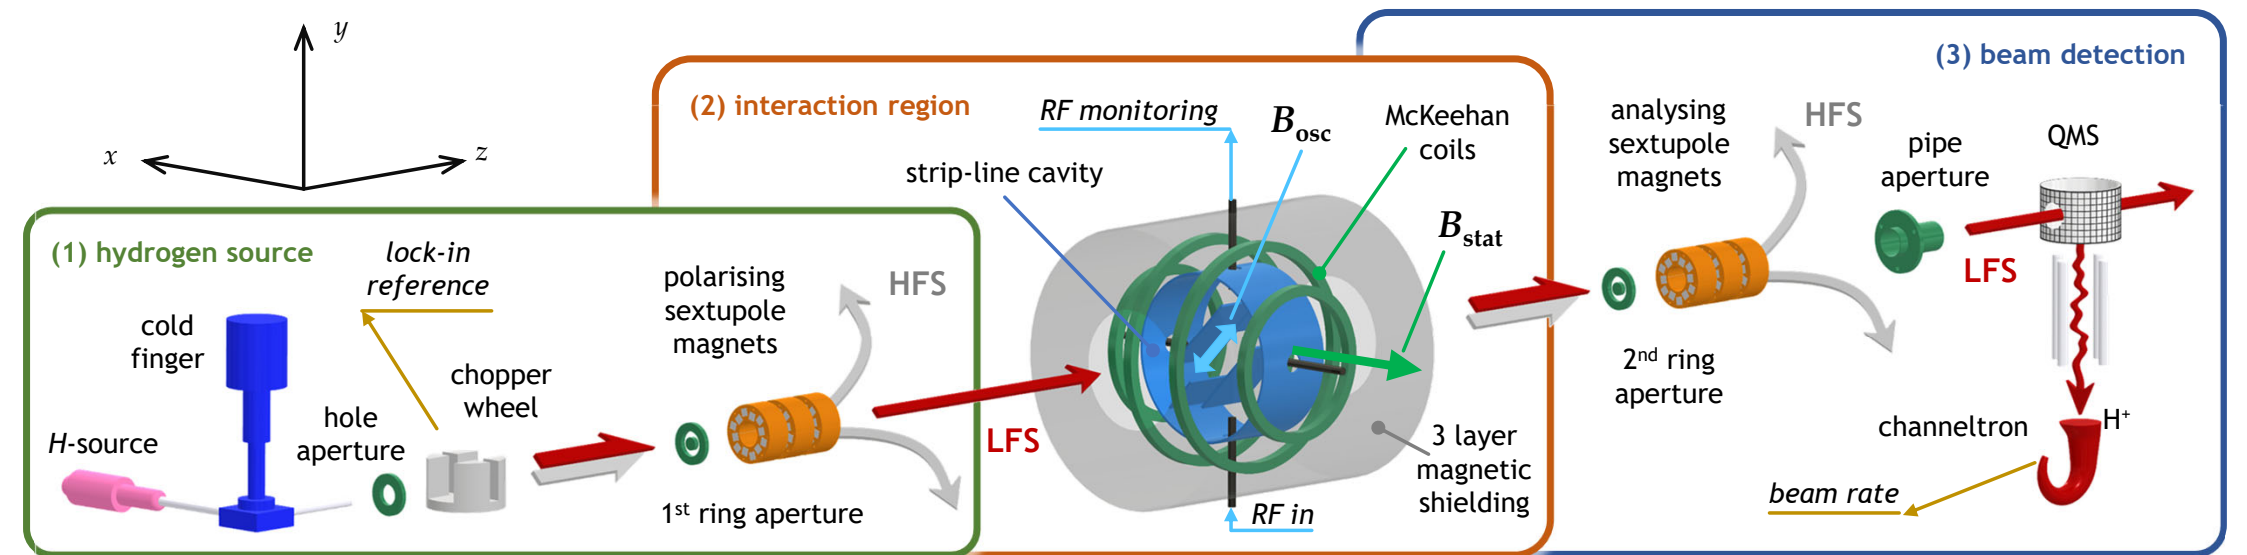 y
x
z
(1) hydrogen source
lock-in
reference
cold
finger
chopper
wheel
hole
aperture
H-source
polarising
sextupole
magnets
HFS
1st ring aperture
LFS
(2) interaction region
RF monitoring
Bosc
McKeehan
coils
strip-line cavity
Bstat
3 layer
magnetic
shielding
RF in
(3) beam detection
analysing
sextupole
magnets
HFS
pipe
aperture
QMS
LFS
2nd ring
aperture
channeltron
H+
beam rate